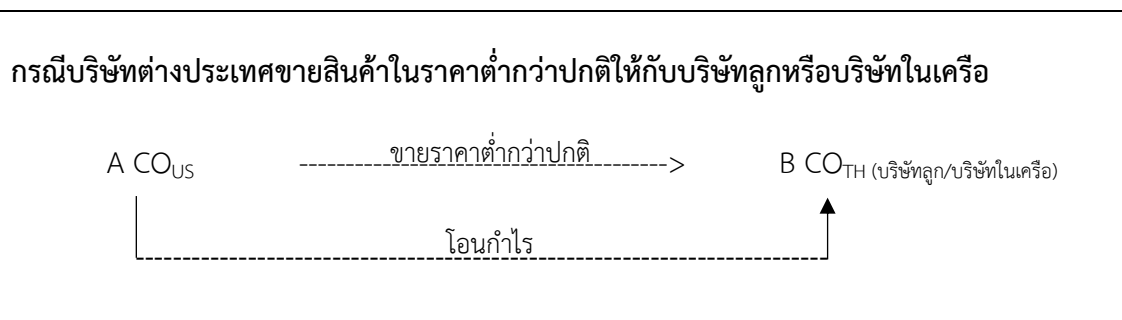 กรณีบริษัทต่างประเทศขายสินค้าในราคาต่ำกว่าปกติให้กับบริษัทลูกหรือบริษัทในเครือ
A CO US ----------ขายราคาต่ำกว่าปกติ--------> B CO TH (บริษัทลูก/บริษัทในเครือ)
โอนกำไร